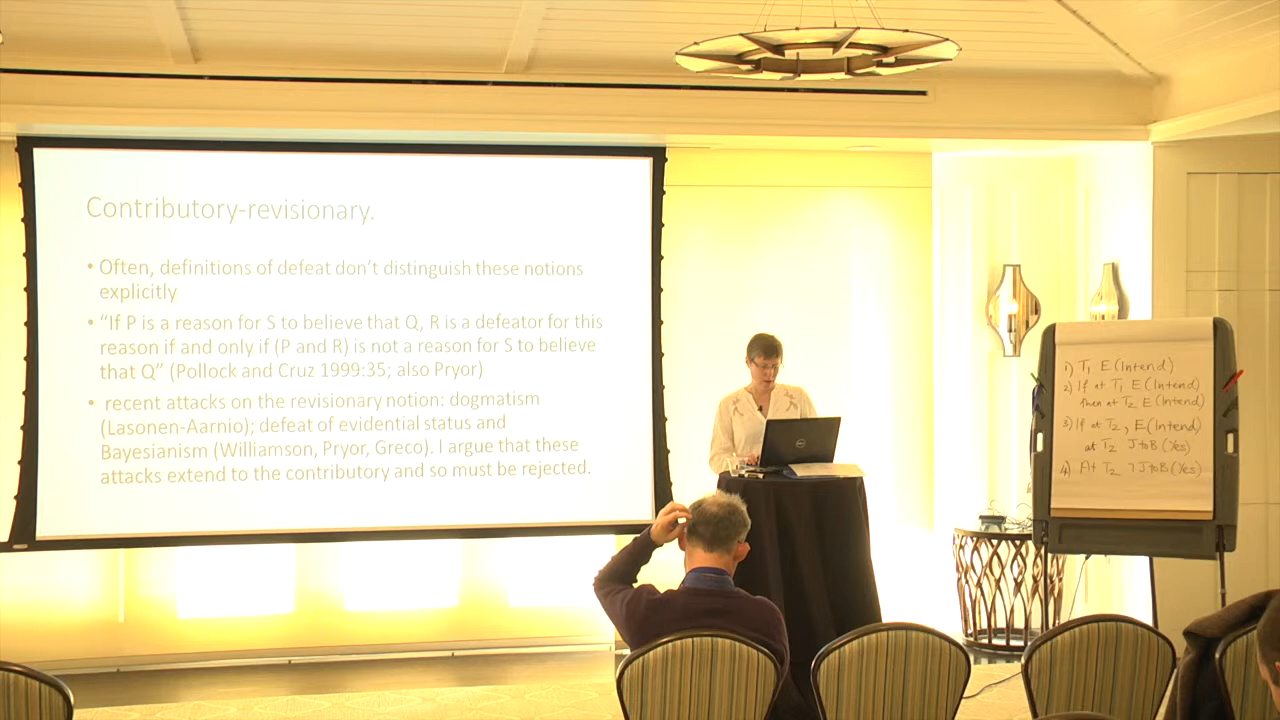 Contributory-revisionary.
• Often, definitions of defeat don't distinguish these notions
explicitly
• "If P is a reason for S to believe that Q, R is a defeator for this
reason if and only if (P and R) is not a reason for S to believe
that Q" (Pollock and Cruz 1999:35; also Pryor)
• recent attacks on the revisionary notion: dogmatism
(Lasonen-Aarnio); defeat of evidential status and
Bayesianism (Williamson, Pryor, Greco). I argue that these
attacks extend to the contributory and so must be rejected.
DELL
1) T₁ E(Intend)
2) If at T₁ E(Intend)
then at T₂ E(Intend)
3) If at T₂, E(Intend)
at T₂ JtoB(Yes)
4) At T₂ ¬JtoB(Yes)